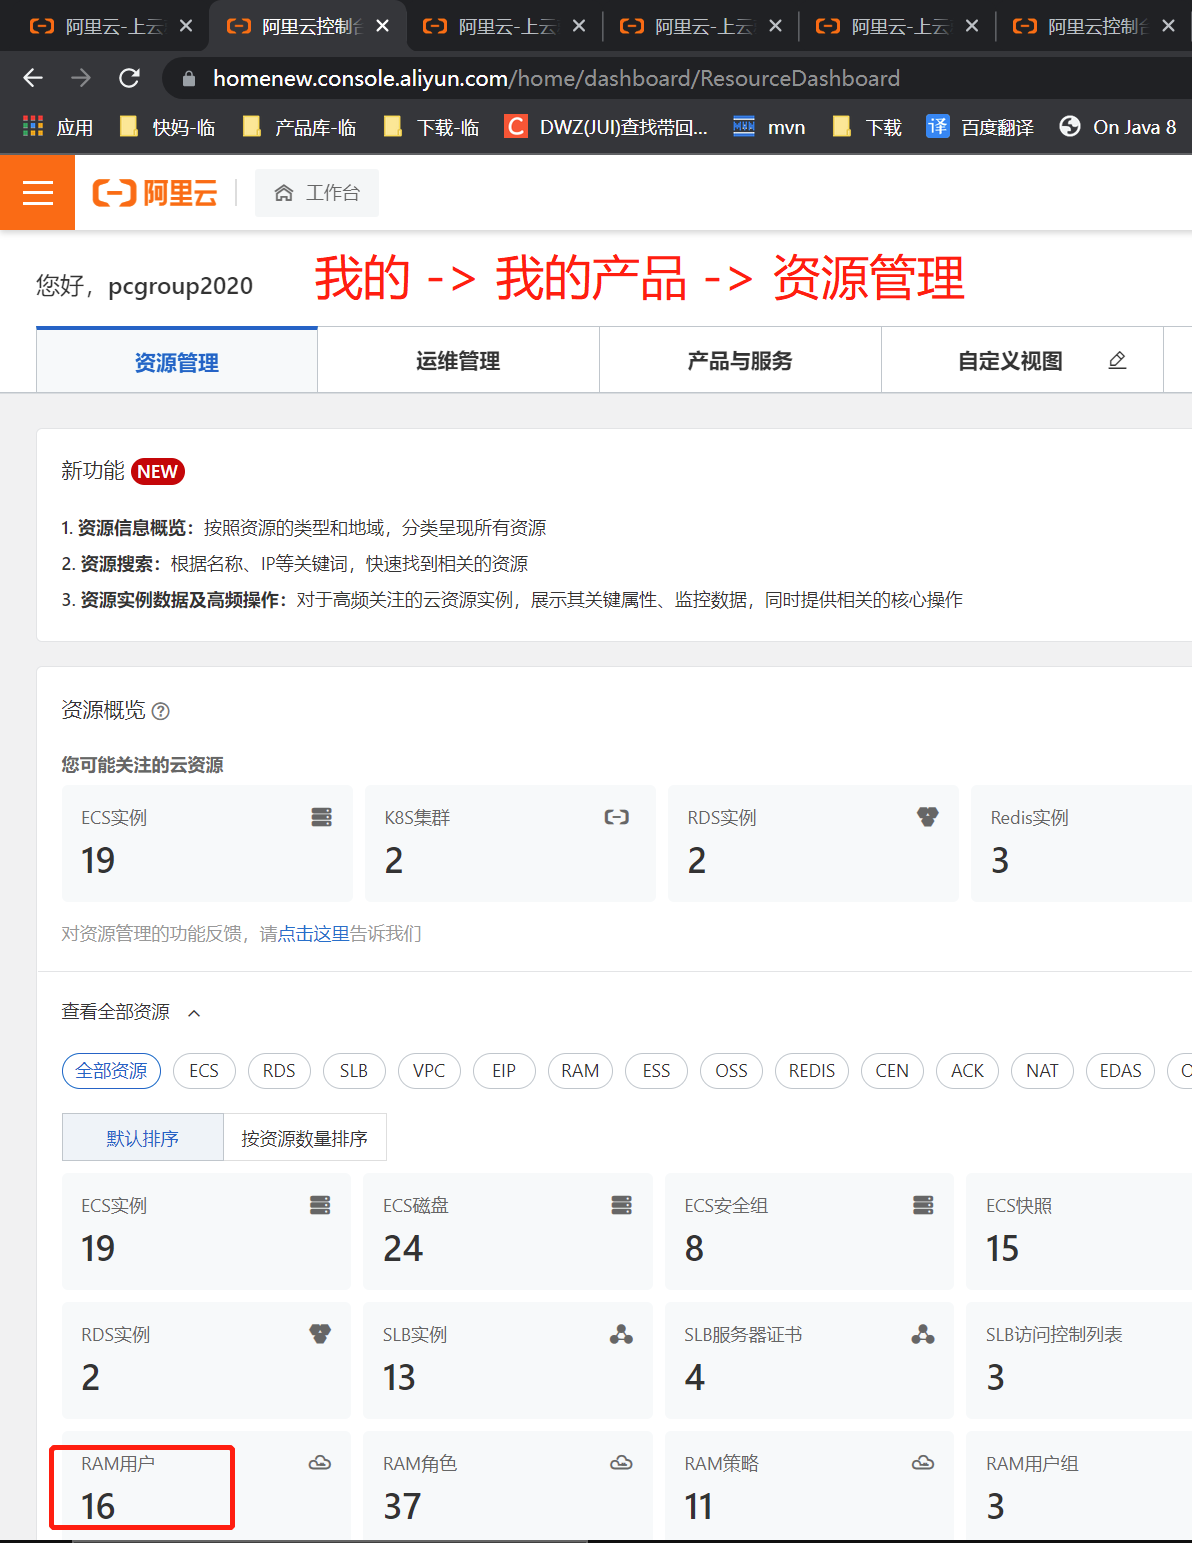 阿里云-上云
阿里云控制台
阿里云-上云
阿里云-上云
阿里云-上云
阿里云控制台
homenew.console.aliyun.com/home/dashboard/ResourceDashboard
应用 快妈-临 产品库-临 下载-临 DWZ(JUI)查找带回... mvn 下载 译 百度翻译 On Java 8
阿里云 工作台
您好，pcgroup2020 我的 -> 我的产品 -> 资源管理
资源管理 运维管理 产品与服务 自定义视图
新功能 NEW
1. 资源信息概览：按照资源的类型和地域，分类呈现所有资源
2. 资源搜索：根据名称、IP等关键词，快速找到相关的资源
3. 资源实例数据及高频操作：对于高频关注的云资源实例，展示其关键属性、监控数据，同时提供相关的核心操作
资源概览
您可能关注的云资源
ECS实例 K8S集群 RDS实例 Redis实例
19 2 2 3
对资源管理的功能反馈，请点击这里告诉我们
查看全部资源
全部资源 ECS RDS SLB VPC EIP RAM ESS OSS REDIS CEN ACK NAT EDAS
默认排序 按资源数量排序
ECS实例 ECS磁盘 ECS安全组 ECS快照
19 24 8 15
RDS实例 SLB实例 SLB服务器证书 SLB访问控制列表
2 13 4 3
RAM用户 RAM角色 RAM策略 RAM用户组
16 37 11 3